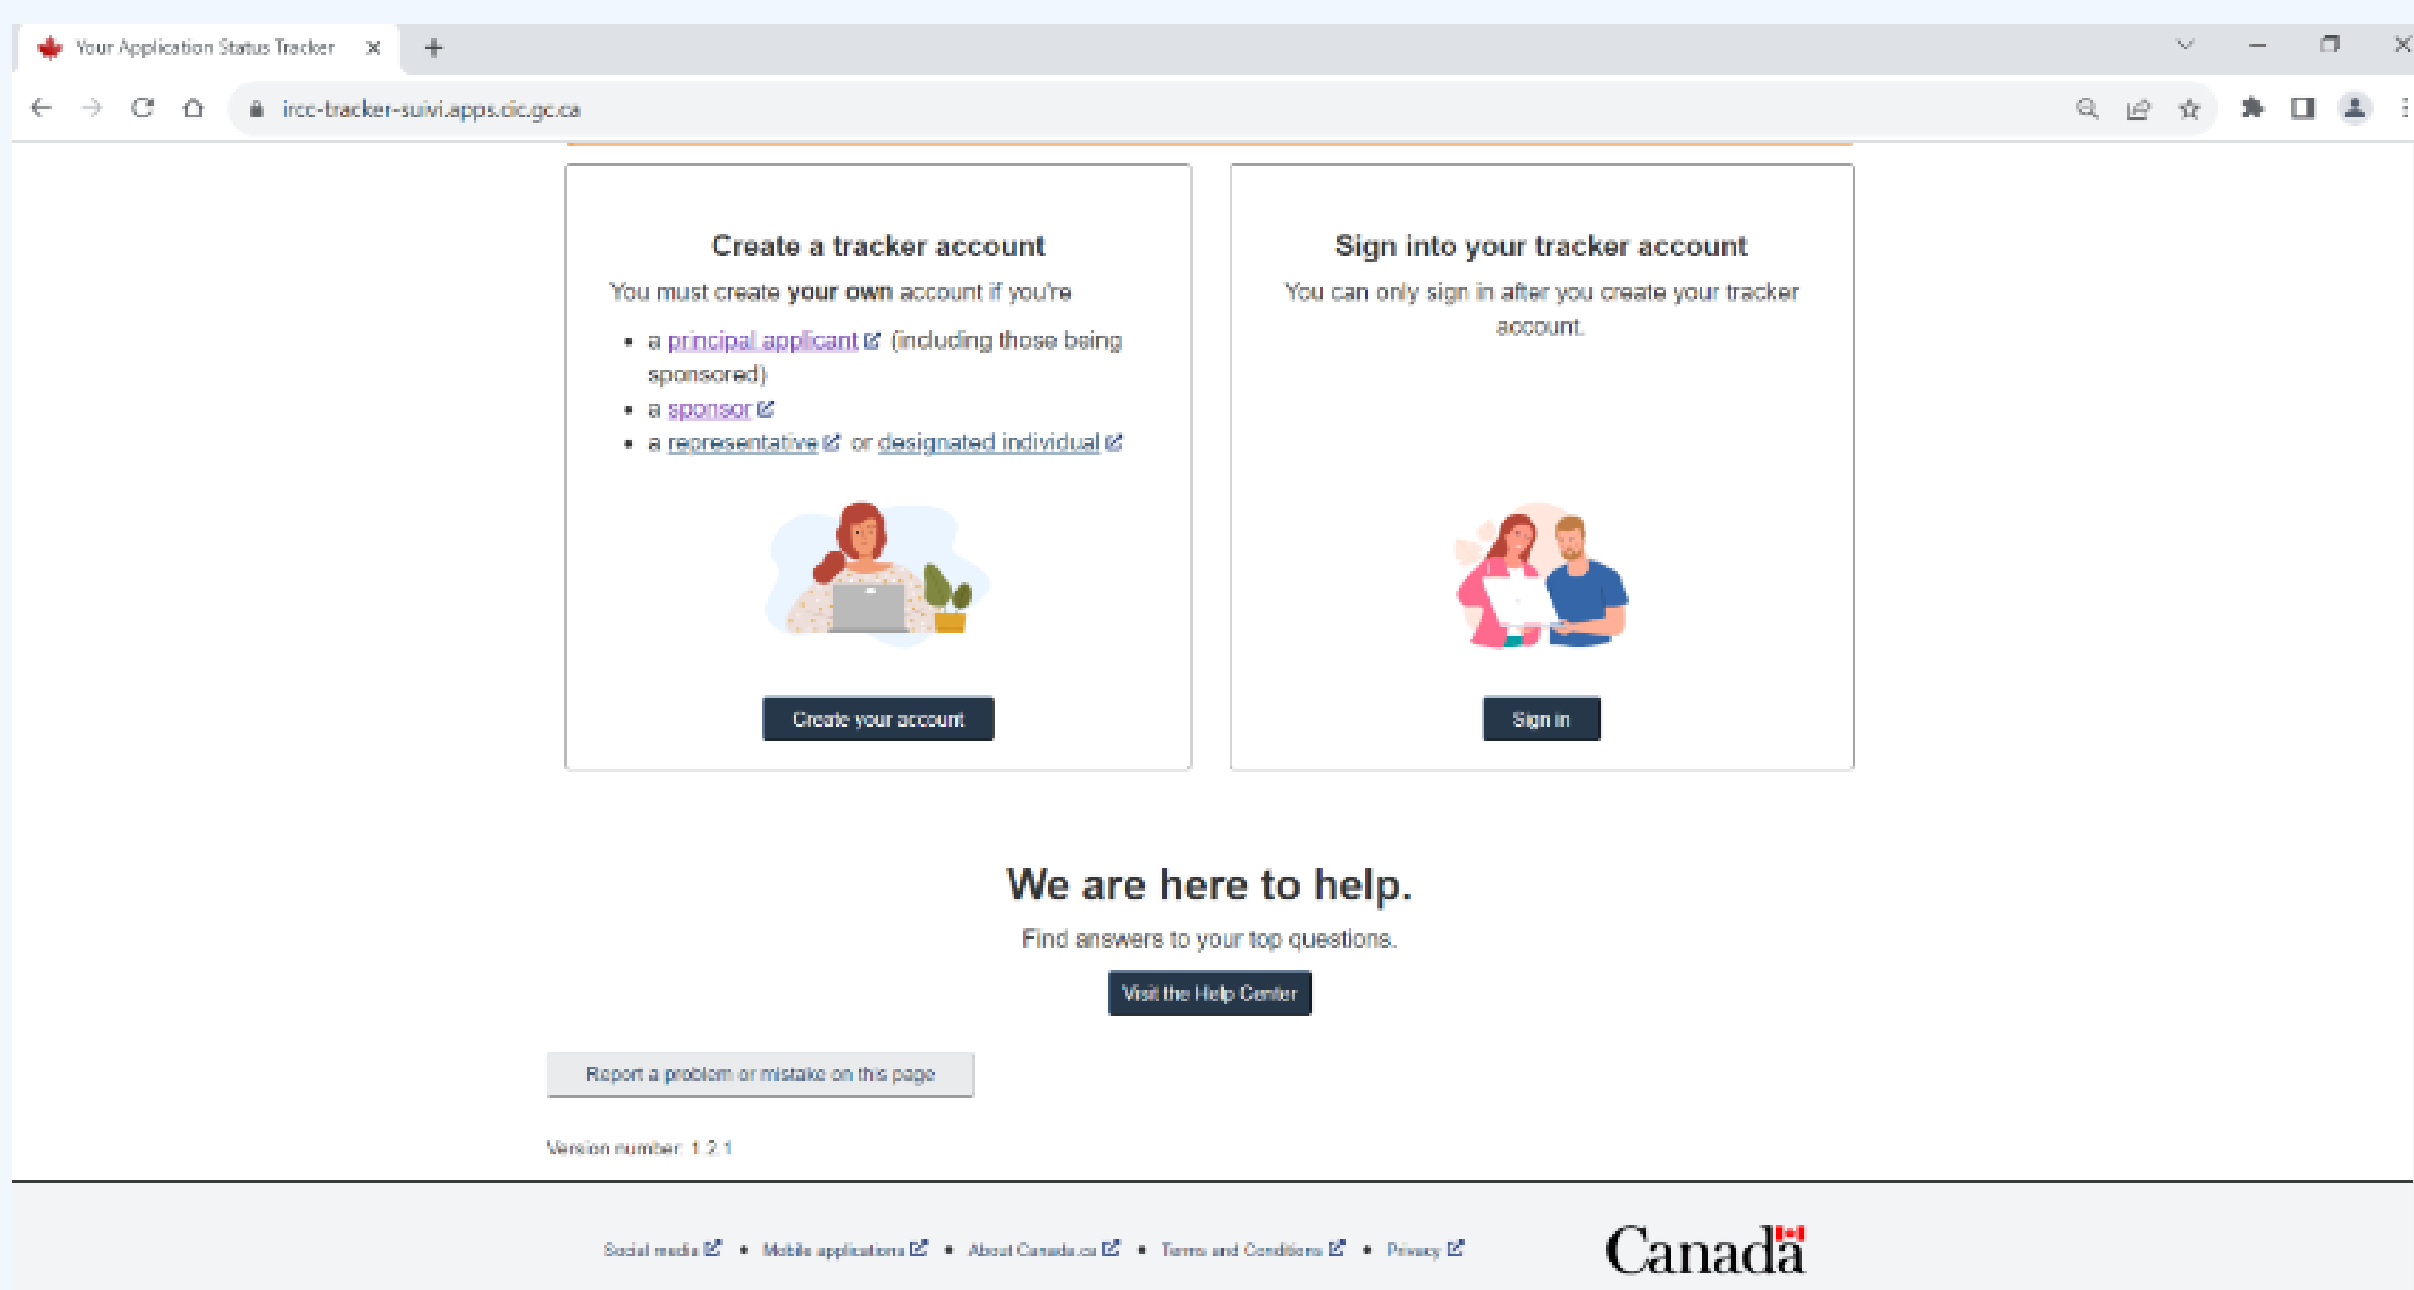 Your Application Status Tracker
ircc-tracker-suivi.apps.cic.gc.ca
Create a tracker account
You must create your own account if you're
a principal applicant (including those being
sponsored)
a sponsor
a representative or designated individual
Create your account
Sign into your tracker account
You can only sign in after you create your tracker
account.
Sign in
We are here to help.
Find answers to your top questions.
Visit the Help Center
Report a problem or mistake on this page
Version number: 1.2.1
Social media • Mobile applications • About Canada.ca • Terms and Conditions • Privacy
Canada